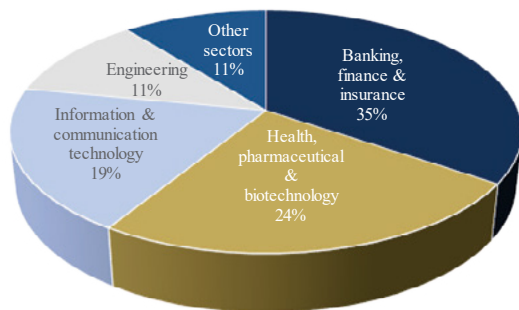 Other
sectors
11%
Banking,
finance &
insurance
35%
Engineering
11%
Information &
communication
technology
19%
Health,
pharmaceutical
&
biotechnology
24%